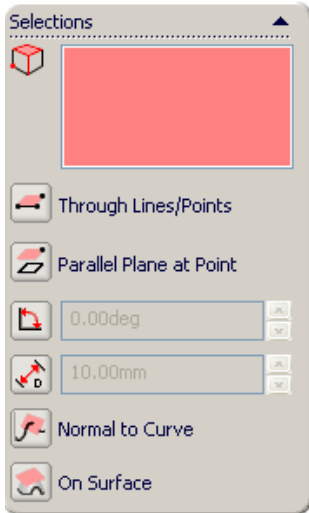 Selections
Through Lines/Points
Parallel Plane at Point
0.00deg
10.00mm
D
Normal to Curve
On Surface